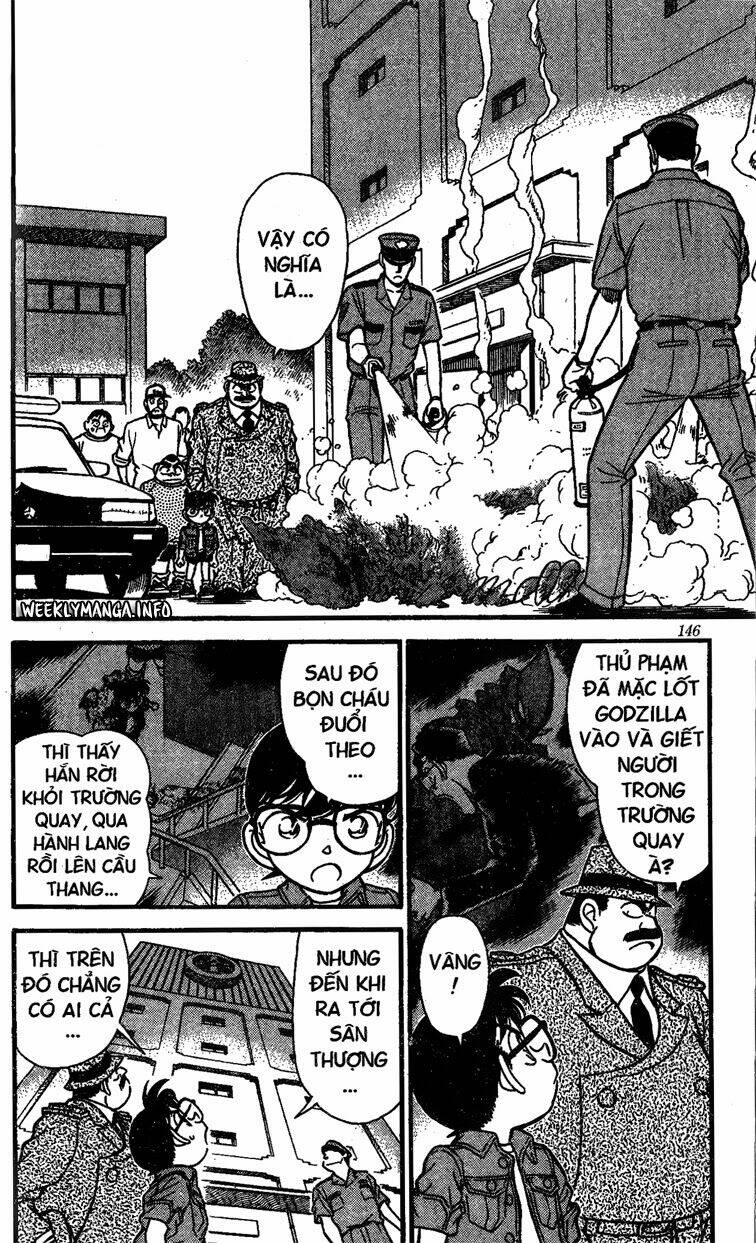 VẬY CÓ
NGHĨA
LÀ...
WEEKLYMANGA.INFO
146
THỦ PHẠM
ĐÃ MẶC LỐT
GODZILLA
VÀO VÀ GIẾT
NGƯỜI
TRONG
TRƯỜNG
QUAY
À?
VÂNG
!
SAU ĐÓ
BỌN CHÁU
ĐUỔI
THEO
...
THÌ THẤY
HẮN RỜI
KHỎI TRƯỜNG
QUAY, QUA
HÀNH LANG
RỒI LÊN CẦU
THANG...
NHƯNG
ĐẾN KHI
RA TỚI
SÂN
THƯỢNG
...
THÌ TRÊN
ĐÓ CHẲNG
CÓ AI CẢ
...